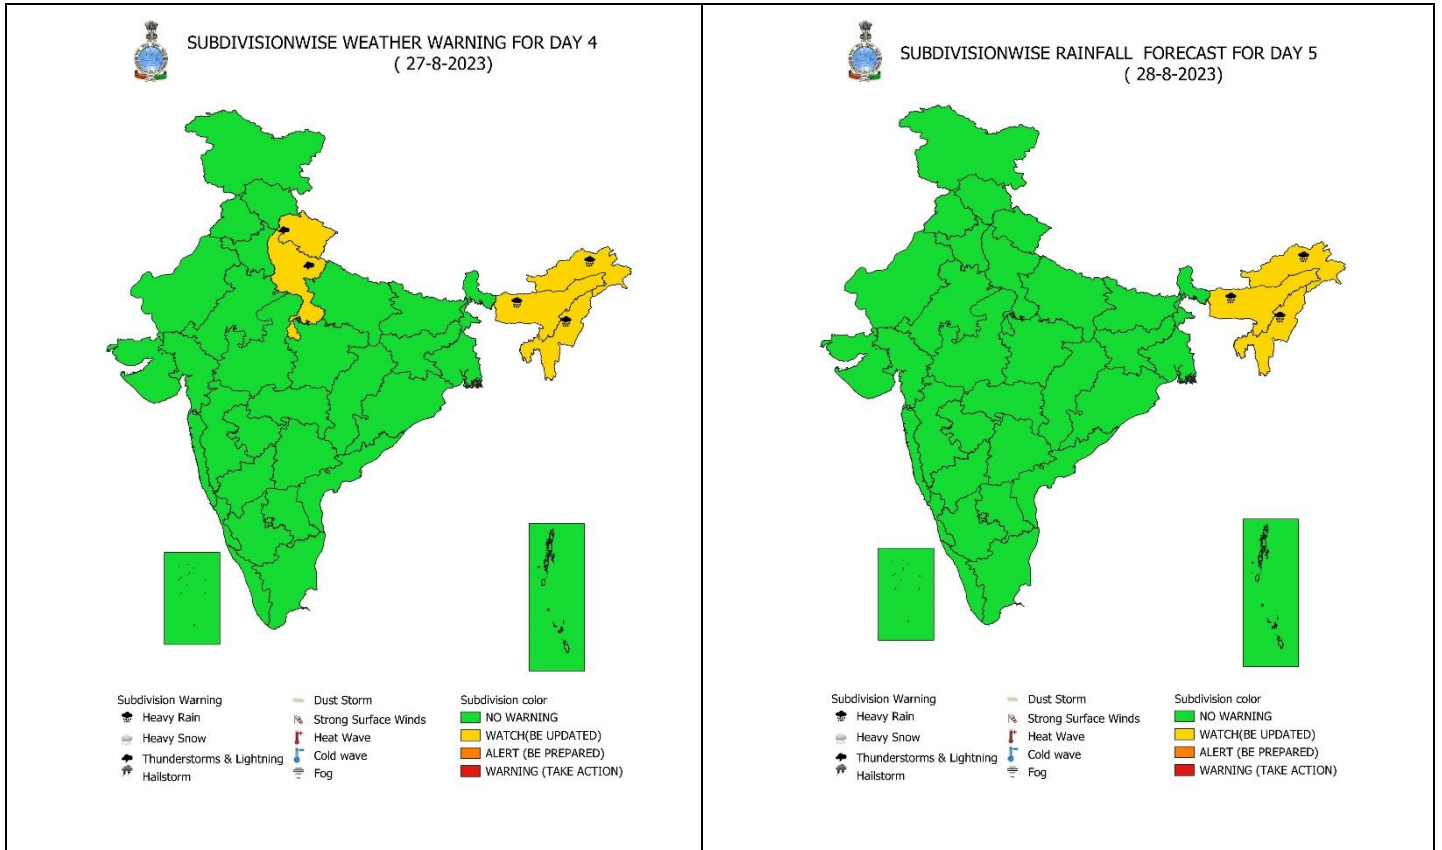 SUBDIVISIONWISE WEATHER WARNING FOR DAY 4
( 27-8-2023)
Subdivision Warning
Heavy Rain
Heavy Snow
Thunderstorms & Lightning
Hailstorm
Dust Storm
Strong Surface Winds
Heat Wave
Cold wave
Fog
Subdivision color
NO WARNING
WATCH(BE UPDATED)
ALERT (BE PREPARED)
WARNING (TAKE ACTION)
SUBDIVISIONWISE RAINFALL FORECAST FOR DAY 5
( 28-8-2023)
Subdivision Warning
Heavy Rain
Heavy Snow
Thunderstorms & Lightning
Hailstorm
Dust Storm
Strong Surface Winds
Heat Wave
Cold wave
Fog
Subdivision color
NO WARNING
WATCH(BE UPDATED)
ALERT (BE PREPARED)
WARNING (TAKE ACTION)